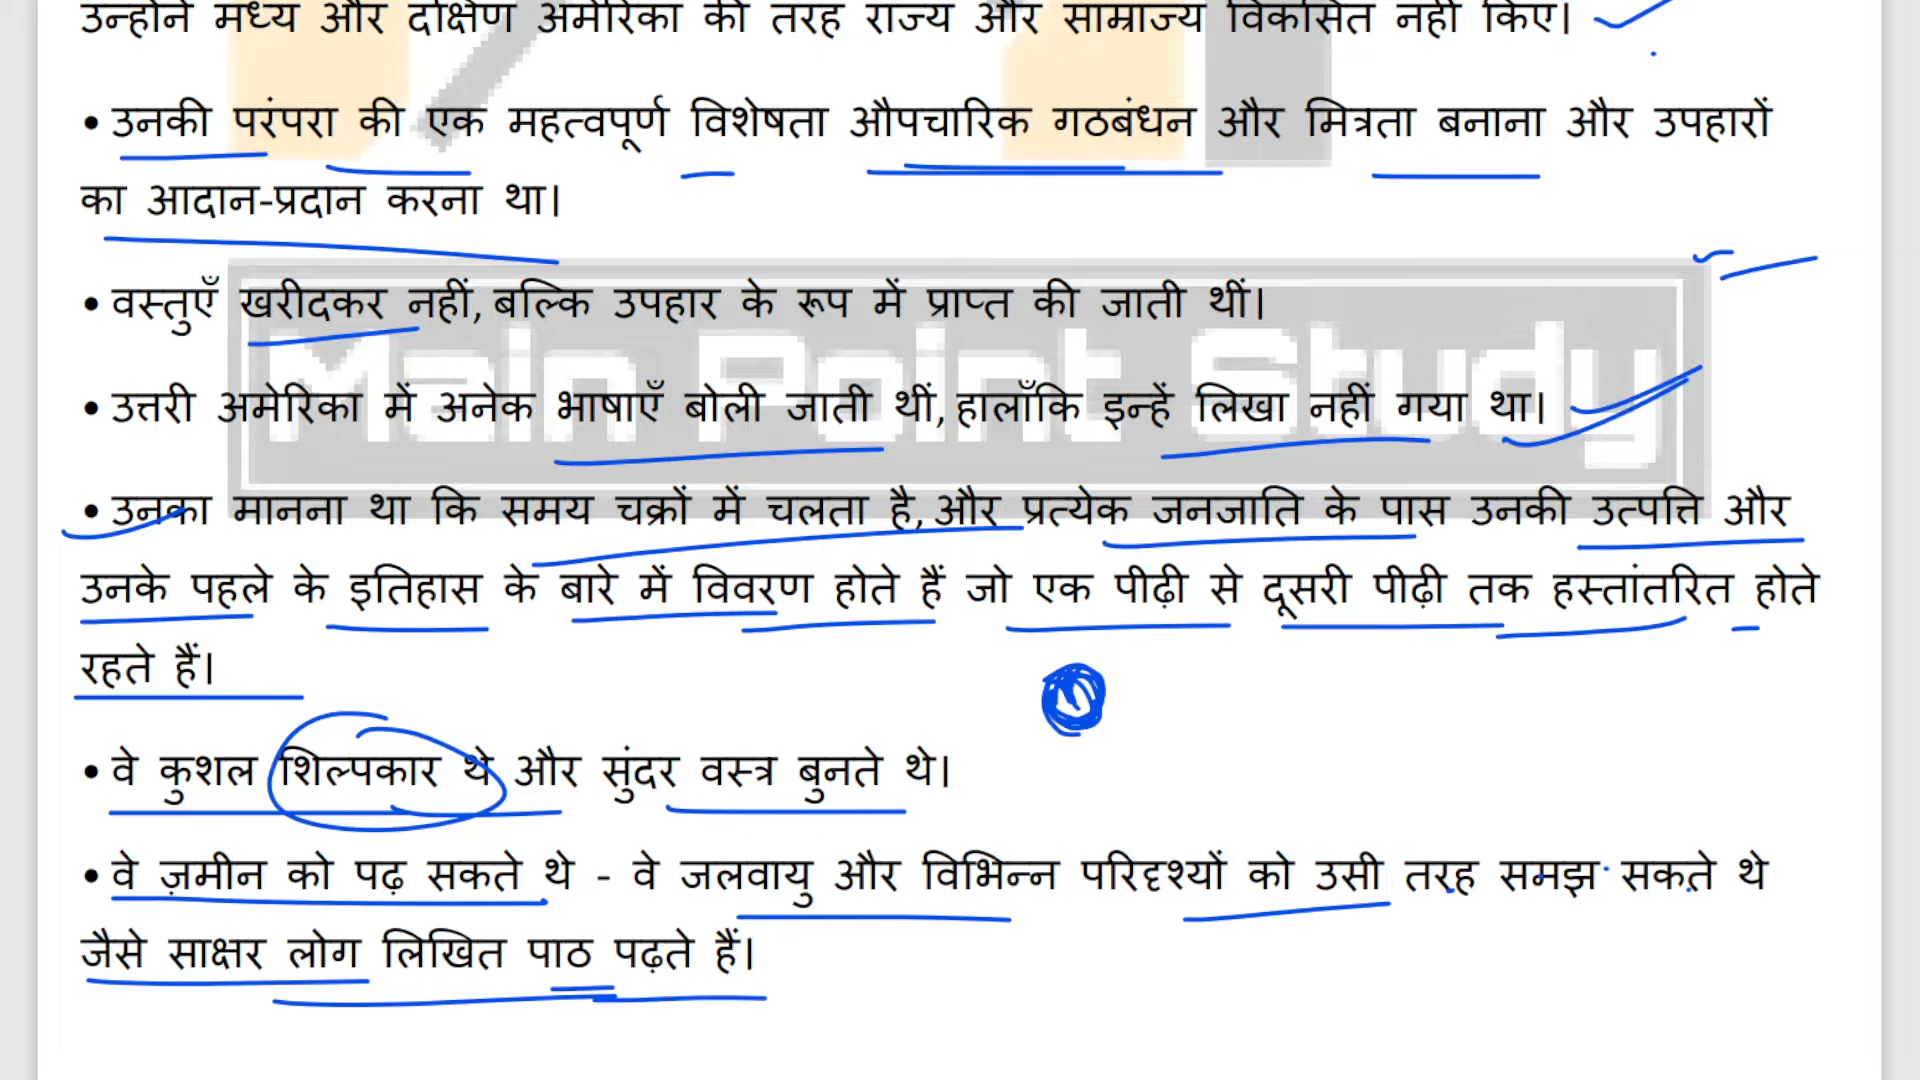 उन्होंने मध्य और दक्षिण अमेरिका की तरह राज्य और साम्राज्य विकसित नहीं किए।
• उनकी परंपरा की एक महत्वपूर्ण विशेषता औपचारिक गठबंधन और मित्रता बनाना और उपहारों
का आदान-प्रदान करना था।
• वस्तुएँ खरीदकर नहीं, बल्कि उपहार के रूप में प्राप्त की जाती थीं।
Main Point Study
• उत्तरी अमेरिका में अनेक भाषाएँ बोली जाती थीं, हालाँकि इन्हें लिखा नहीं गया था।
• उनका मानना था कि समय चक्रों में चलता है, और प्रत्येक जनजाति के पास उनकी उत्पत्ति और
उनके पहले के इतिहास के बारे में विवरण होते हैं जो एक पीढ़ी से दूसरी पीढ़ी तक हस्तांतरित होते
रहते हैं।
• वे कुशल शिल्पकार थे और सुंदर वस्त्र बुनते थे।
• वे ज़मीन को पढ़ सकते थे - वे जलवायु और विभिन्न परिदृश्यों को उसी तरह समझ सकते थे
जैसे साक्षर लोग लिखित पाठ पढ़ते हैं।